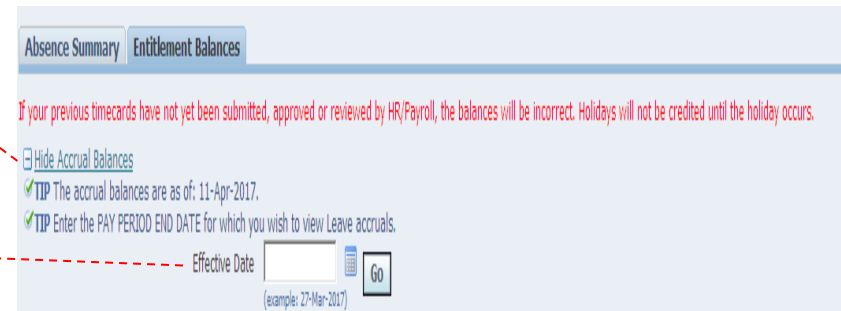 Absence Summary Entitlement Balances
If your previous timecards have not yet been submitted, approved or reviewed by HR/Payroll, the balances will be incorrect. Holidays will not be credited until the holiday occurs.
Hide Accrual Balances
TIP The accrual balances are as of: 11-Apr-2017.
TIP Enter the PAY PERIOD END DATE for which you wish to view Leave accruals.
Effective Date Go
(example: 27-Mar-2017)